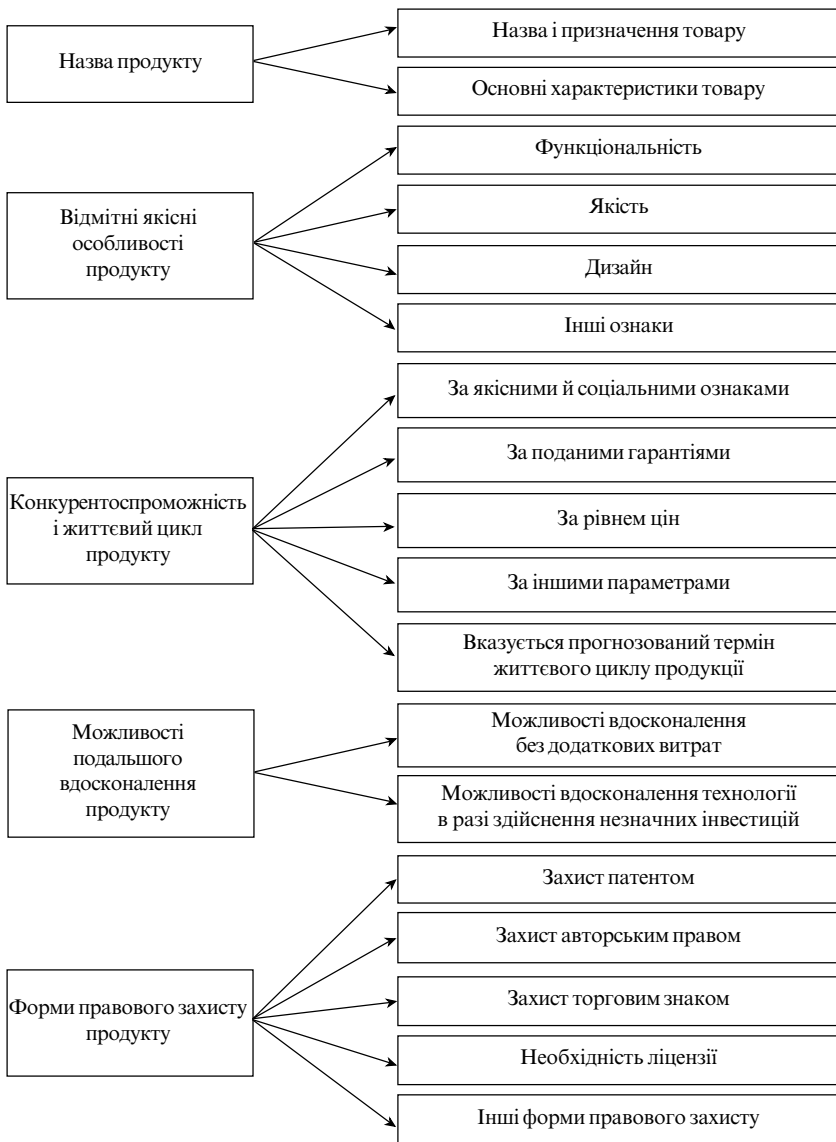 Назва продукту
Назва і призначення товару
Основні характеристики товару
Відмітні якісні
особливості
продукту
Функціональність
Якість
Дизайн
Інші ознаки
Конкурентоспроможність
і життєвий цикл
продукту
За якісними й соціальними ознаками
За поданими гарантіями
За рівнем цін
За іншими параметрами
Вказується прогнозований термін
життєвого циклу продукції
Можливості
подальшого
вдосконалення
продукту
Можливості вдосконалення
без додаткових витрат
Можливості вдосконалення технології
в разі здійснення незначних інвестицій
Форми правового захисту
продукту
Захист патентом
Захист авторським правом
Захист торговим знаком
Необхідність ліцензії
Інші форми правового захисту